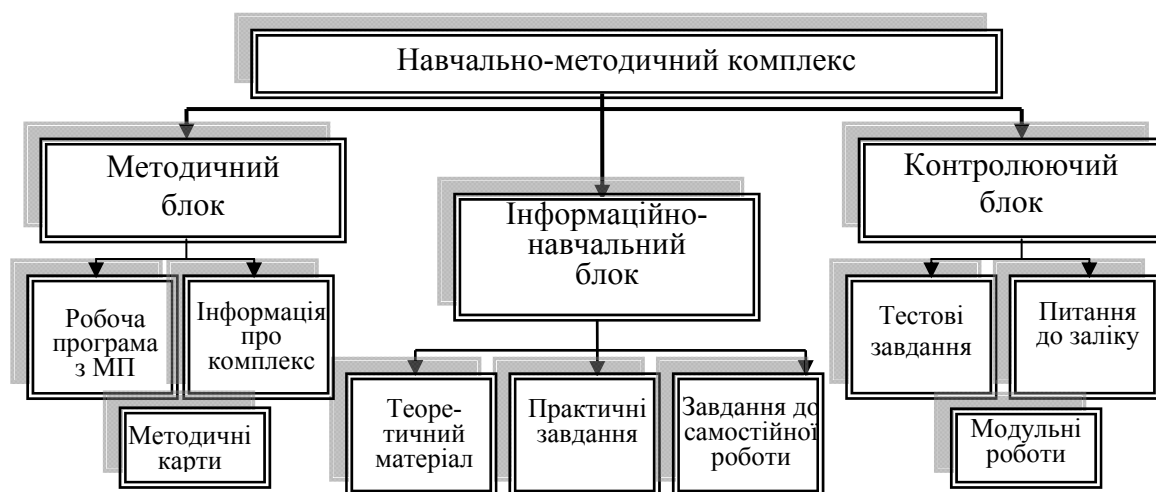 Навчально-методичний комплекс
Методичний
блок
Інформаційно-
навчальний
блок
Контролюючий
блок
Робоча
програма
з МП
Інформація
про
комплекс
Методичні
карти
Теоре-
тичний
матеріал
Практичні
завдання
Завдання до
самостійної
роботи
Тестові
завдання
Питання
до заліку
Модульні
роботи